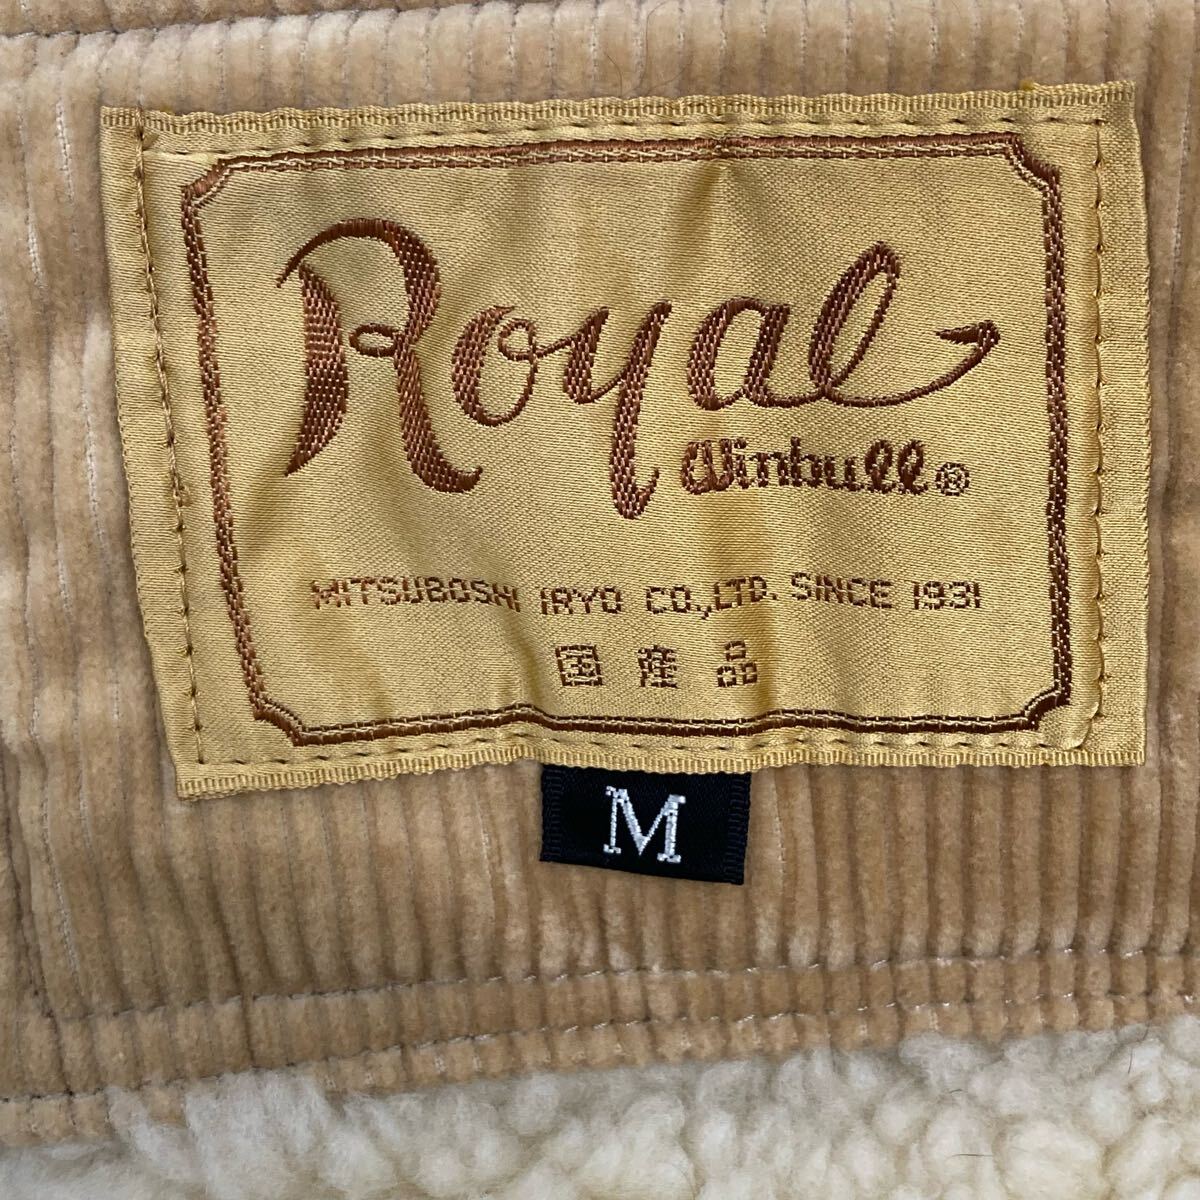 Royal
Winbull®
MITSUBOSHI IRYO CO.,LTD. SINCE 1931
国産品
M